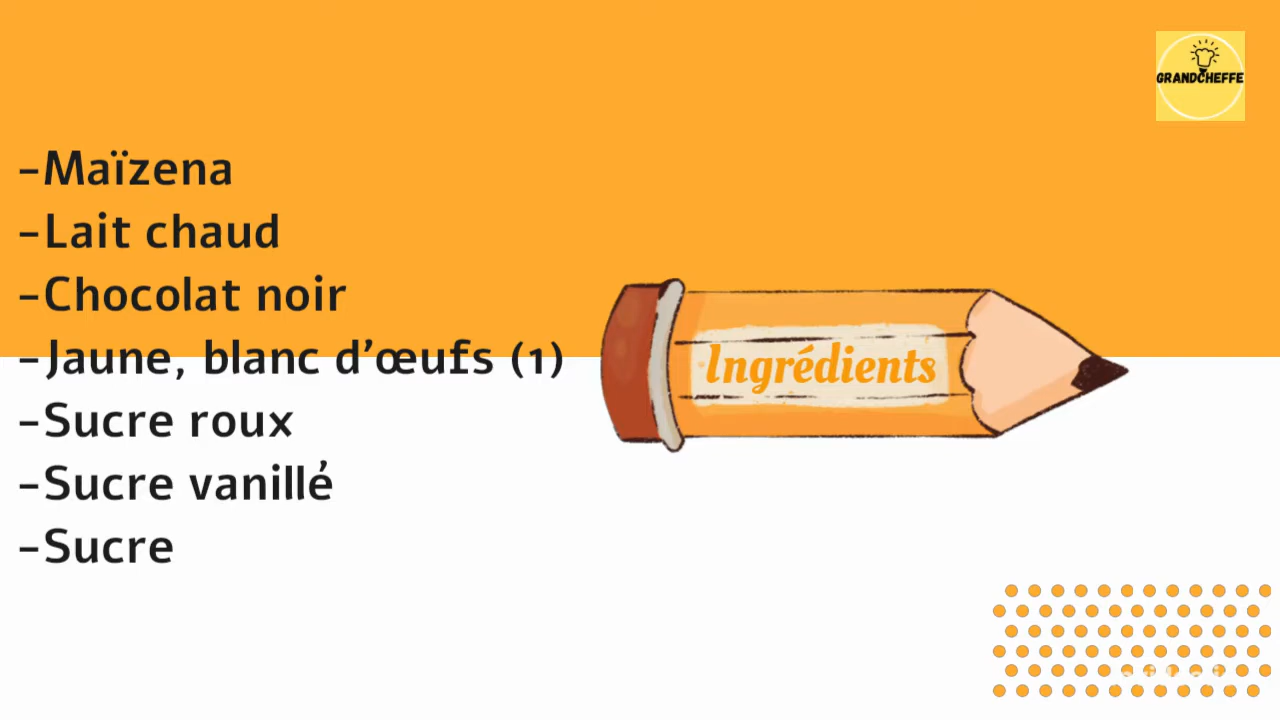 GRANDCHEFFE
-Maïzena
-Lait chaud
-Chocolat noir
-Jaune, blanc d'œufs (1)
-Sucre roux
-Sucre vanillé
-Sucre
Ingrédients